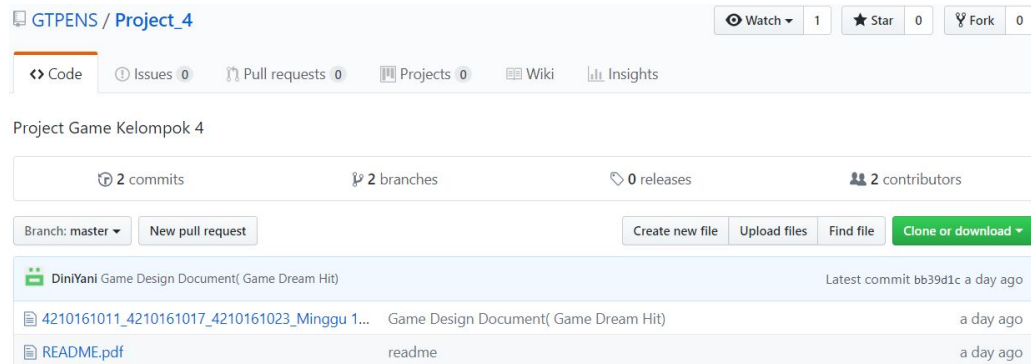 GTPENS / Project_4 Watch 1 Star 0 Fork 0
Code Issues 0 Pull requests 0 Projects 0 Wiki Insights
Project Game Kelompok 4
2 commits 2 branches 0 releases 2 contributors
Branch: master New pull request Create new file Upload files Find file Clone or download
DiniYani Game Design Document( Game Dream Hit) Latest commit bb39d1c a day ago
4210161011_4210161017_4210161023_Minggu 1... Game Design Document( Game Dream Hit) a day ago
README.pdf readme a day ago